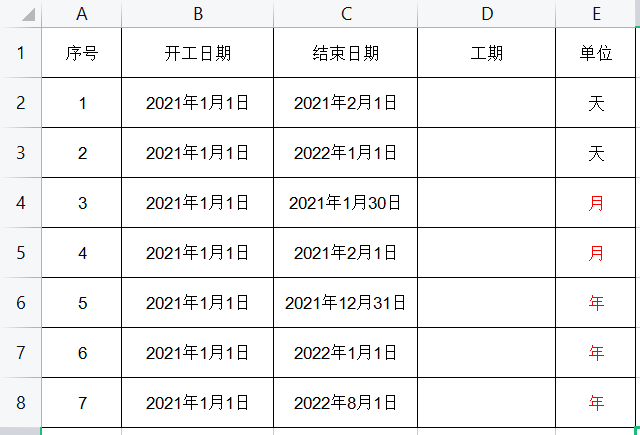 A B C D E
1 序号 开工日期 结束日期 工期 单位
2 1 2021年1月1日 2021年2月1日 天
3 2 2021年1月1日 2022年1月1日 天
4 3 2021年1月1日 2021年1月30日 月
5 4 2021年1月1日 2021年2月1日 月
6 5 2021年1月1日 2021年12月31日 年
7 6 2021年1月1日 2022年1月1日 年
8 7 2021年1月1日 2022年8月1日 年